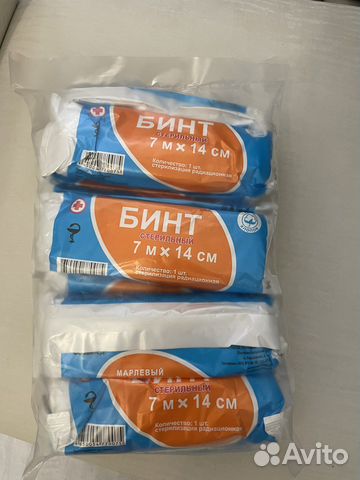 БИНТ
СТЕРИЛЬНЫЙ
7 м × 14 см
Количество: 1 шт.
стерилизация радиационная
БИНТ
СТЕРИЛЬНЫЙ
7 м × 14 см
Количество: 1 шт.
стерилизация радиационная
МАРЛЕВЫЙ
СТЕРИЛЬНЫЙ
7 м × 14 см
Количество: 1 шт.
стерилизация радиационная
Avito